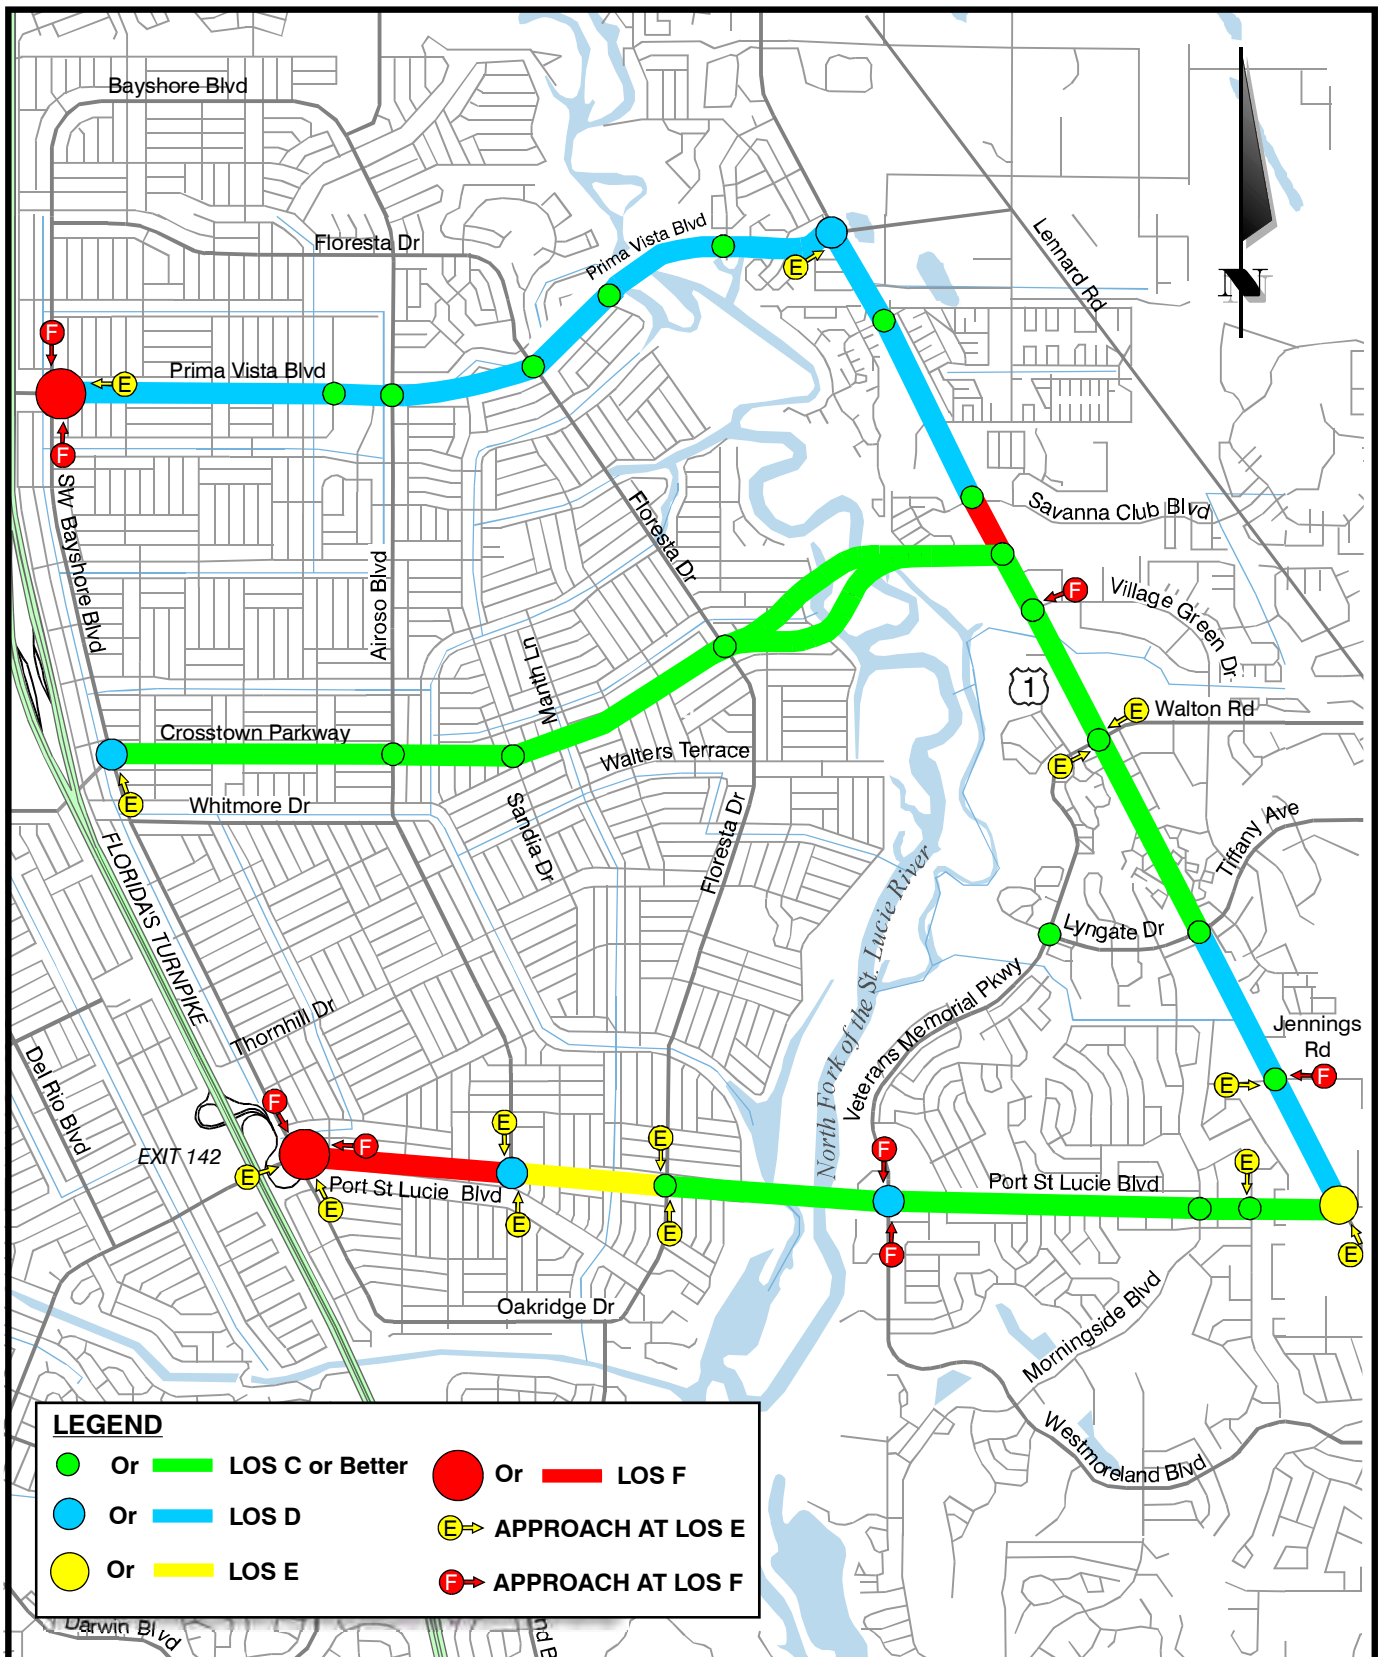 Bayshore Blvd
Floresta Dr
Prima Vista Blvd
Lennard Rd
N
E
F
E
Prima Vista Blvd
F
SW Bayshore Blvd
Airoso Blvd
Floresta Dr
Savanna Club Blvd
F
Village Green Dr
Manth Ln
1
E
Walton Rd
Crosstown Parkway
Walters Terrace
E
E
Whitmore Dr
Sandia Dr
Floresta Dr
Tiffany Ave
FLORIDA'S TURNPIKE
North Fork of the St. Lucie River
Lyngate Dr
Veterans Memorial Pkwy
Thornhill Dr
Del Rio Blvd
Jennings
Rd
E
F
F
E
E
F
F
EXIT 142
E
E
Port St Lucie Blvd
Port St Lucie Blvd
E
E
E
E
F
E
Oakridge Dr
Morningside Blvd
Westmoreland Blvd
LEGEND
Or LOS C or Better
Or LOS D
Or LOS E
Or LOS F
E APPROACH AT LOS E
F APPROACH AT LOS F
Darwin Blvd
nd B